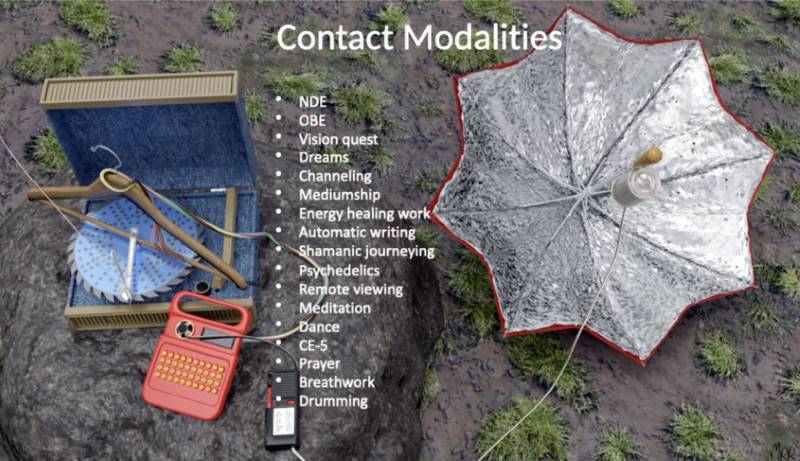 Contact Modalities
• NDE
• OBE
• Vision quest
• Dreams
• Channeling
• Mediumship
• Energy healing work
• Automatic writing
• Shamanic journeying
• Psychedelics
• Remote viewing
• Meditation
• Dance
• CE-5
• Prayer
• Breathwork
• Drumming